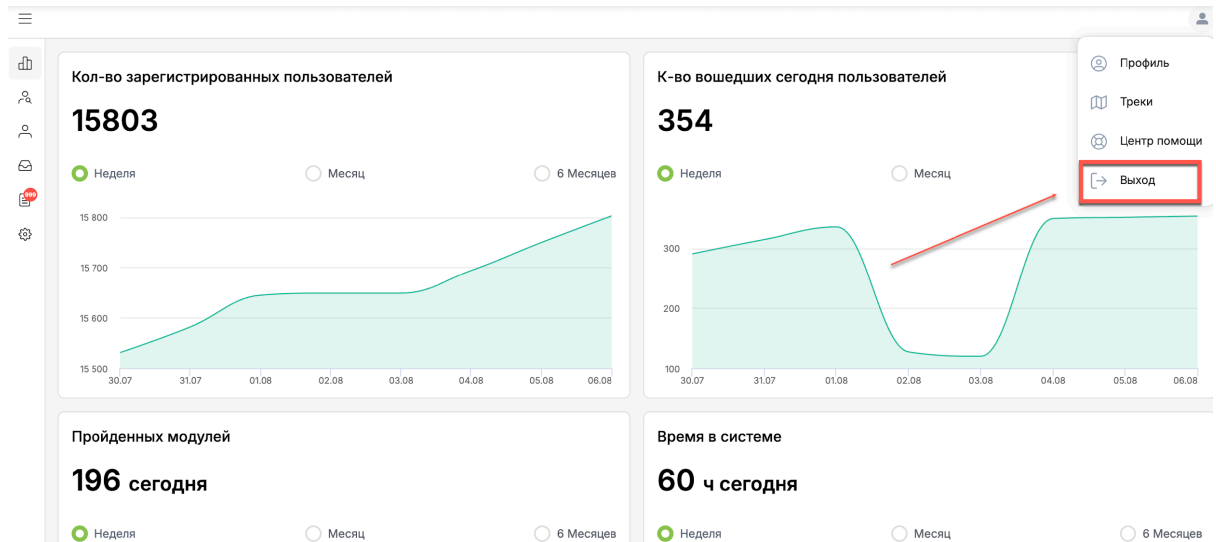 Профиль
Треки
Центр помощи
Выход
999
Кол-во зарегистрированных пользователей
15803
Неделя Месяц 6 Месяцев
15 800
15 700
15 600
15 500
30.07 31.07 01.08 02.08 03.08 04.08 05.08 06.08
К-во вошедших сегодня пользователей
354
Неделя Месяц
300
200
100
30.07 31.07 01.08 02.08 03.08 04.08 05.08 06.08
Пройденных модулей
196 сегодня
Неделя Месяц 6 Месяцев
Время в системе
60 ч сегодня
Неделя Месяц 6 Месяцев